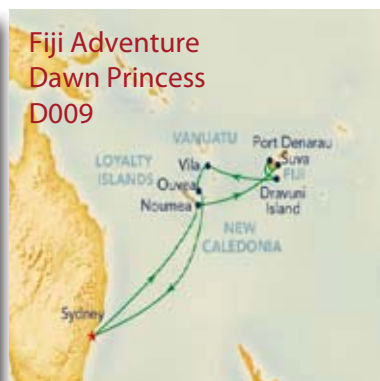 Fiji Adventure
Dawn Princess
D009
VANUATU
Port Denarau
LOYALTY
ISLANDS
Vila
Suva
FIJI
Ouvea
Dravuni
Island
Noumea
NEW
CALEDONIA
Sydney